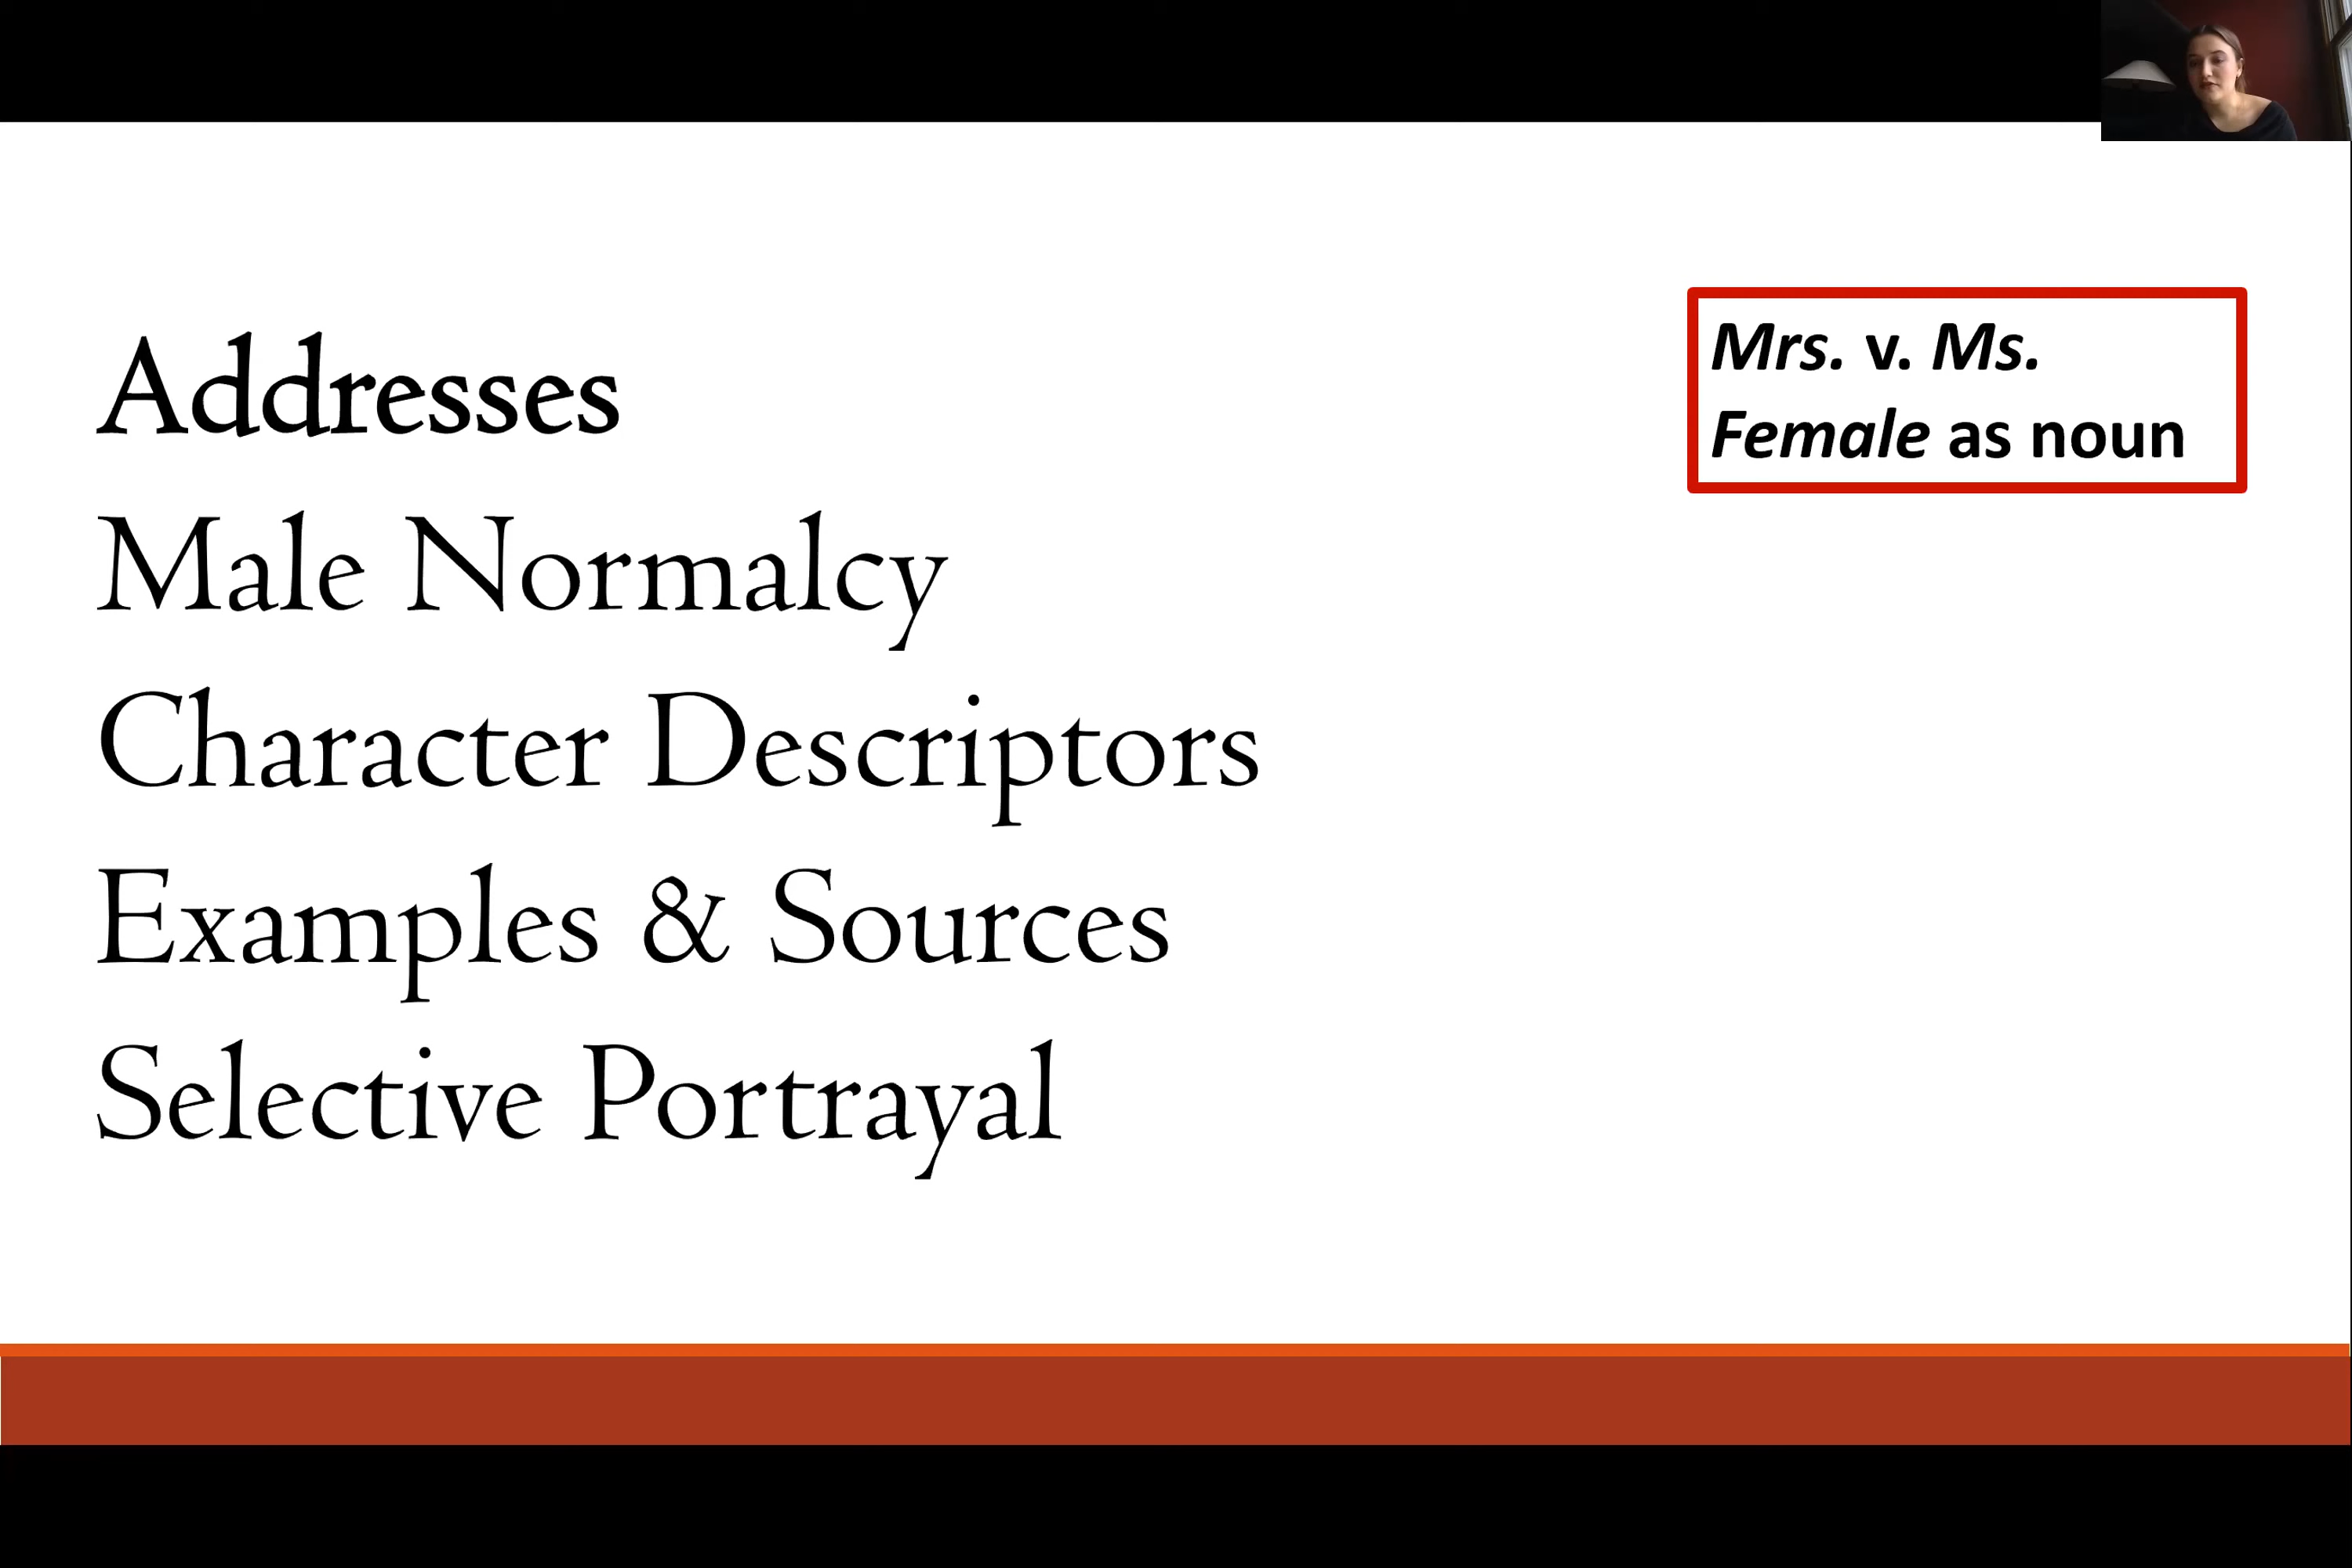 Addresses
Male Normalcy
Character Descriptors
Examples & Sources
Selective Portrayal
Mrs. v. Ms.
Female as noun